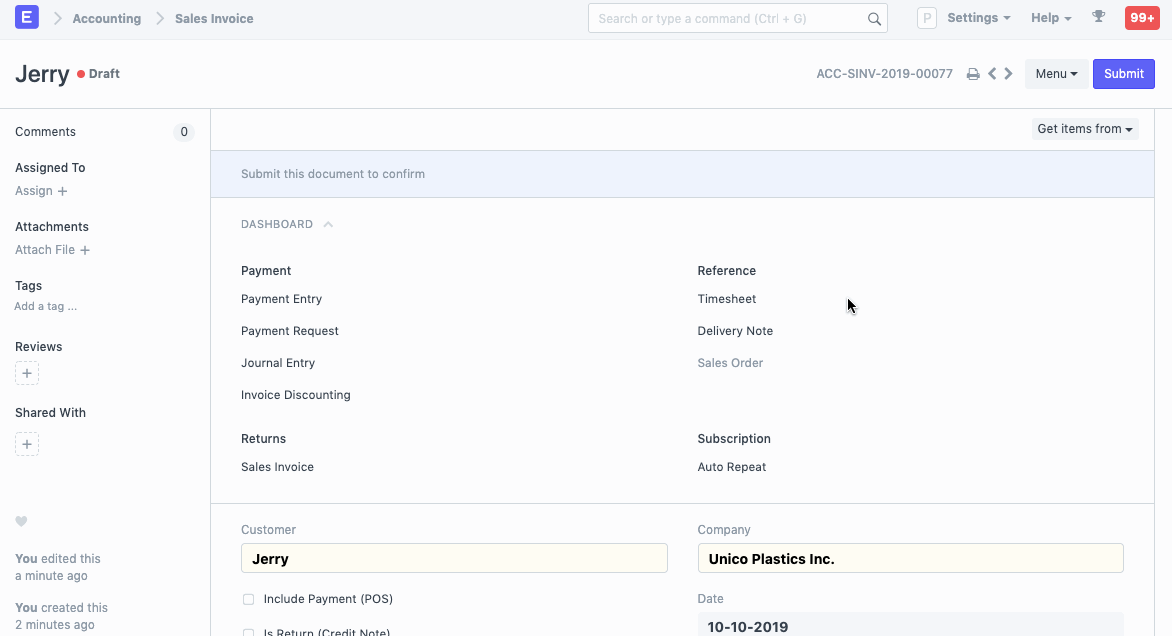 E Accounting Sales Invoice Search or type a command (Ctrl + G) P Settings Help 99+
Jerry Draft ACC-SINV-2019-00077 Menu Submit
Comments 0
Get items from
Assigned To
Assign +
Attachments
Attach File +
Tags
Add a tag ...
Reviews
+
Shared With
+
You edited this
a minute ago
You created this
2 minutes ago
Submit this document to confirm
DASHBOARD
Payment
Payment Entry
Payment Request
Journal Entry
Invoice Discounting
Reference
Timesheet
Delivery Note
Sales Order
Returns
Sales Invoice
Subscription
Auto Repeat
Customer
Jerry
Include Payment (POS)
Is Return (Credit Note)
Company
Unico Plastics Inc.
Date
10-10-2019